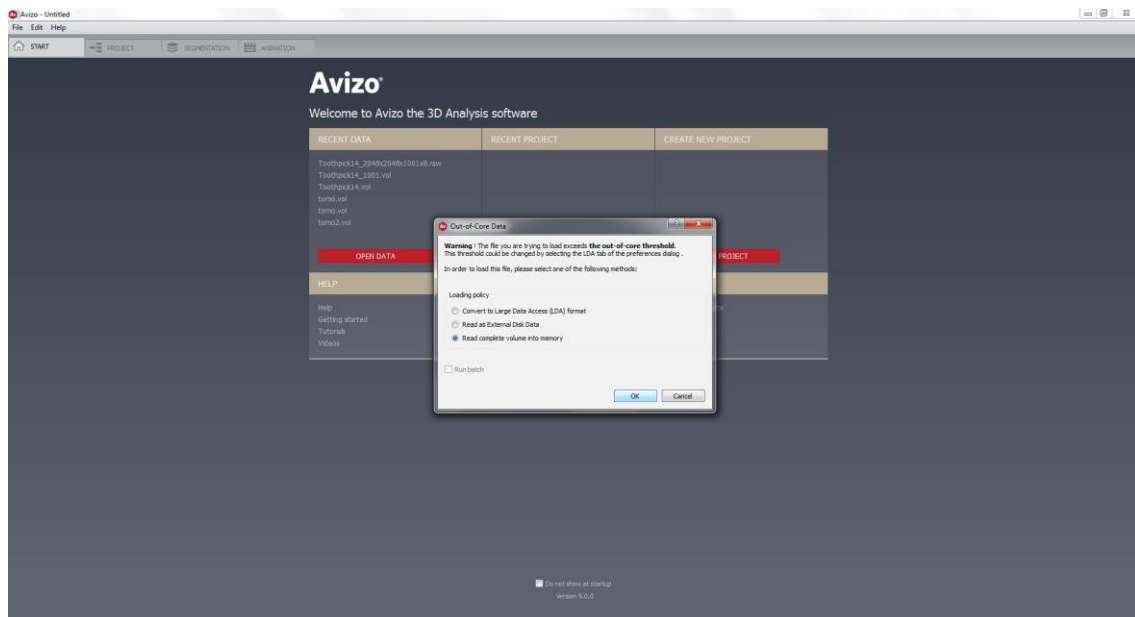 Avizo - Untitled
File Edit Help
START PROJECT SEGMENTATION ANIMATION
Avizo®
Welcome to Avizo the 3D Analysis software
RECENT DATA RECENT PROJECT CREATE NEW PROJECT
Toothpick14_2048x2048x1001x8.raw
Toothpick14_1001.vol
Toothpick14.vol
tomo.vol
tomo.vol
tomo2.vol
OPEN DATA
PROJECT
Out-of-Core Data
Warning ! The file you are trying to load exceeds the out-of-core threshold.
This threshold could be changed by selecting the LDA tab of the preferences dialog .
In order to load this file, please select one of the following methods:
Loading policy
Convert to Large Data Access (LDA) format
Read as External Disk Data
Read complete volume into memory
Run batch
OK Cancel
HELP
Help
Getting started
Tutorials
Videos
Do not show at startup
Version 9.0.0